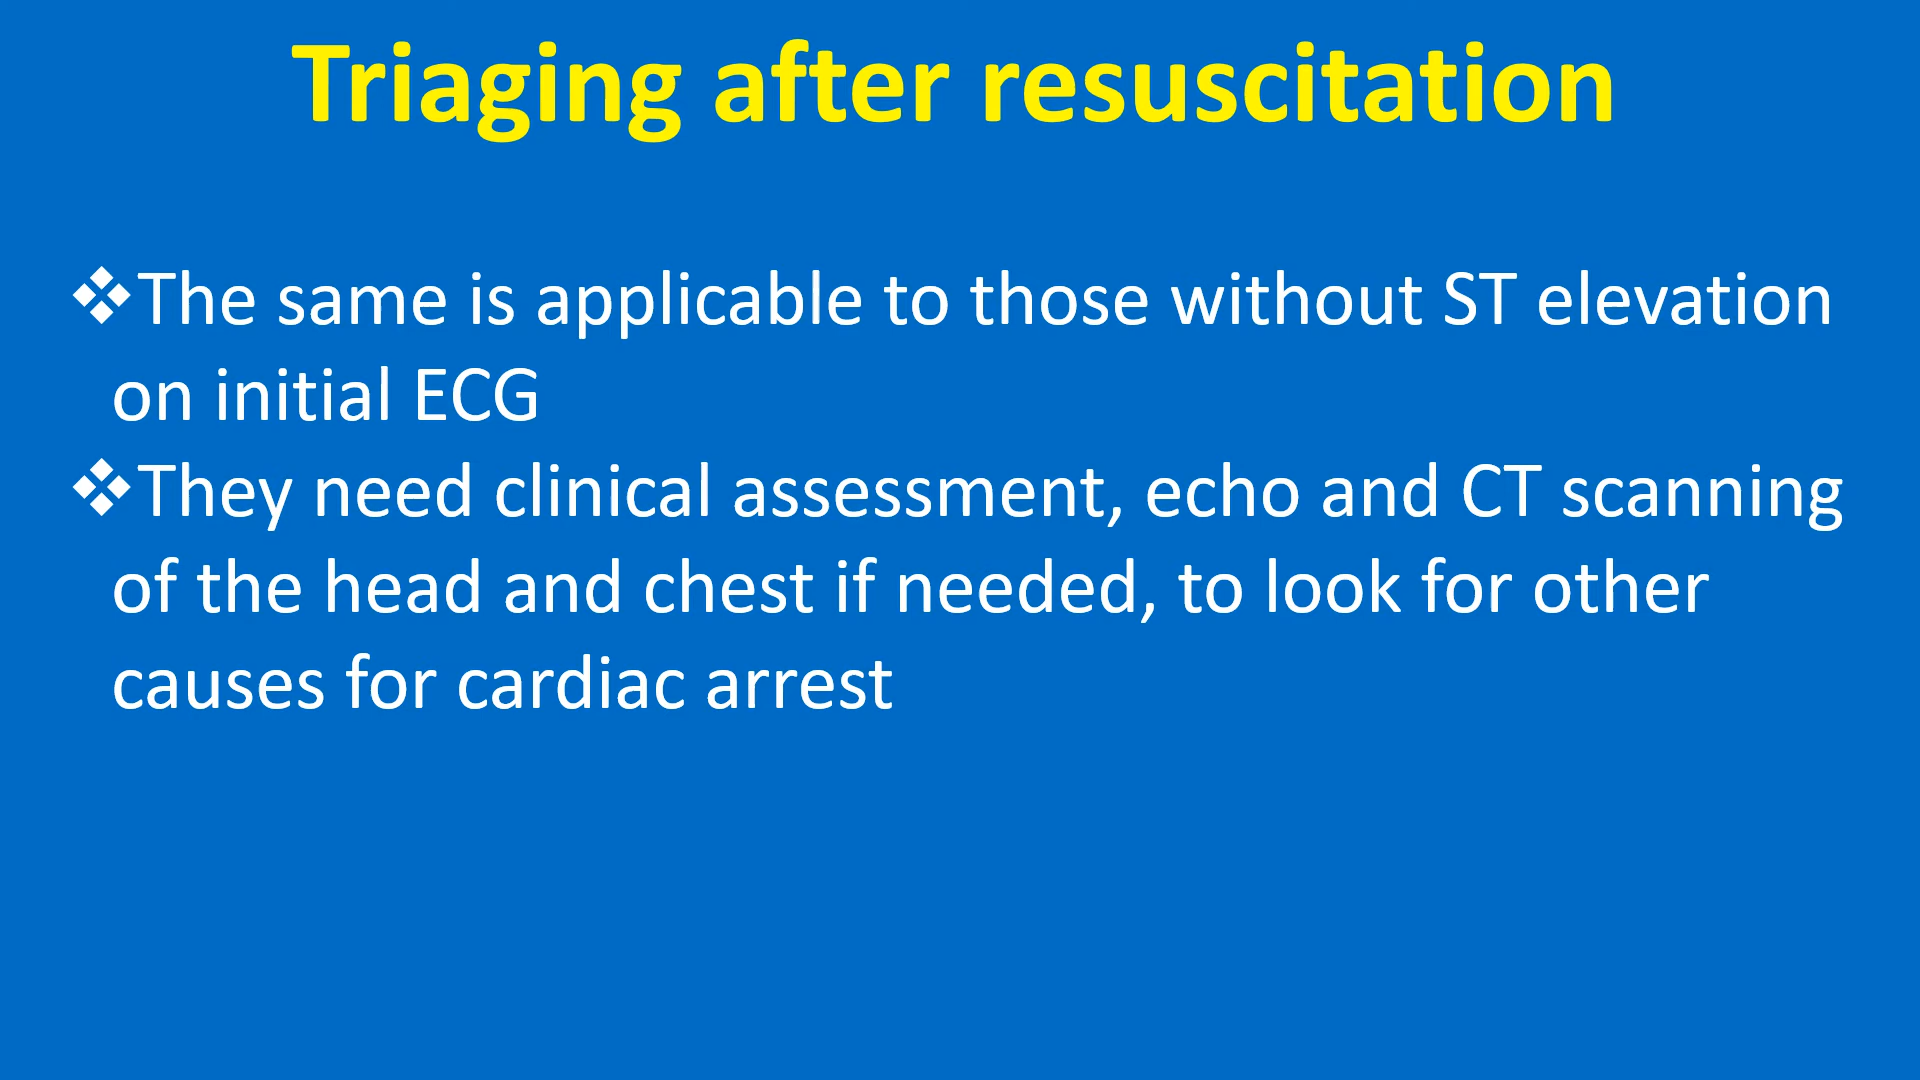 Triaging after resuscitation
❖The same is applicable to those without ST elevation
on initial ECG
❖They need clinical assessment, echo and CT scanning
of the head and chest if needed, to look for other
causes for cardiac arrest